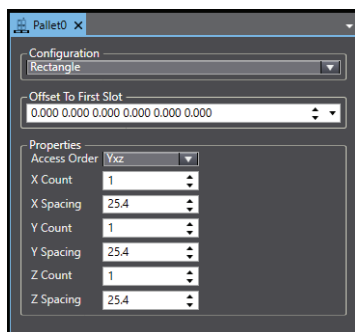 Pallet0
Configuration
Rectangle
Offset To First Slot
0.000 0.000 0.000 0.000 0.000 0.000
Properties
Access Order Yxz
X Count 1
X Spacing 25.4
Y Count 1
Y Spacing 25.4
Z Count 1
Z Spacing 25.4